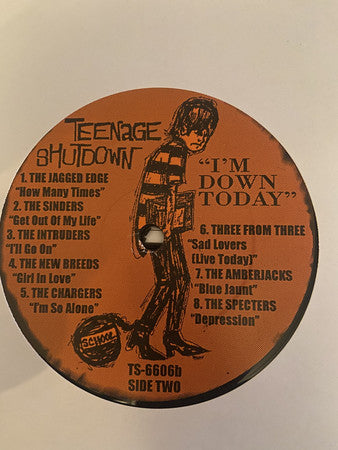 TEENAGE
SHUTDOWN
"I'M
DOWN
TODAY"
1. THE JAGGED EDGE
"How Many Times"
2. THE SINDERS
"Get Out Of My Life"
3. THE INTRUDERS
"I'll Go On"
4. THE NEW BREEDS
"Girl in Love"
5. THE CHARGERS
"I'm So Alone"
6. THREE FROM THREE
"Sad Lovers
(Live Today)"
7. THE AMBERJACKS
"Blue Jaunt"
8. THE SPECTERS
"Depression"
SCHOOL
TS-6606b
SIDE TWO